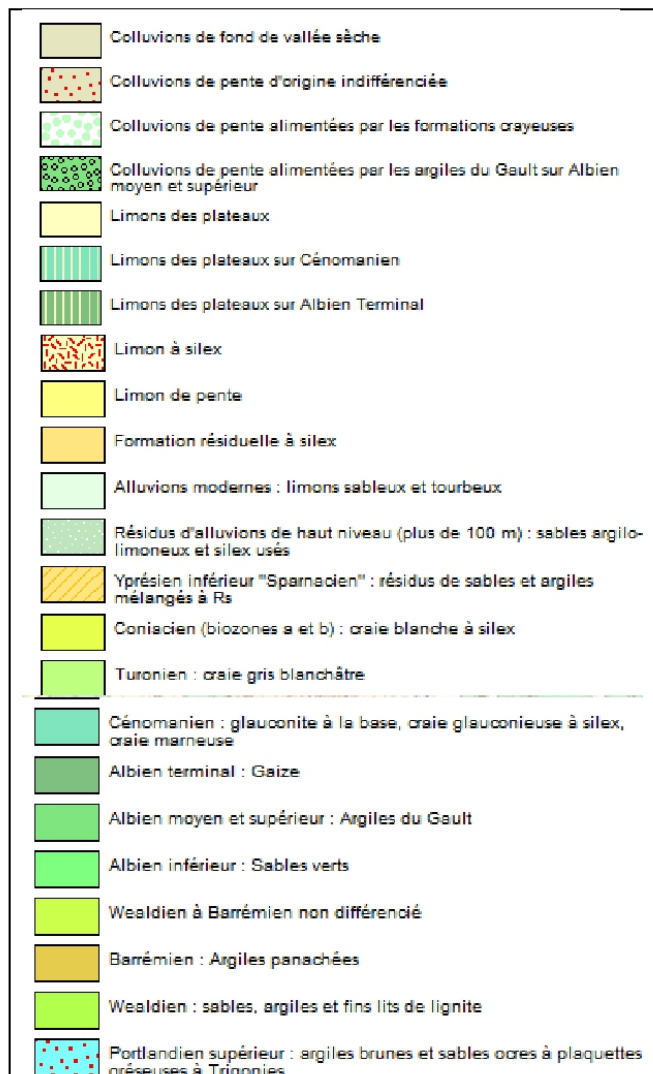 Colluvions de fond de vallée sèche
Colluvions de pente d'origine indifférenciée
Colluvions de pente alimentées par les formations crayeuses
Colluvions de pente alimentées par les argiles du Gault sur Albien
moyen et supérieur
Limons des plateaux
Limons des plateaux sur Cénomanien
Limons des plateaux sur Albien Terminal
Limon à silex
Limon de pente
Formation résiduelle à silex
Alluvions modernes : limons sableux et tourbeux
Résidus d'alluvions de haut niveau (plus de 100 m) : sables argilo-
limoneux et silex usés
Yprésien inférieur "Sparnacien" : résidus de sables et argiles
mélangés à Rs
Coniacien (biozones a et b) : craie blanche à silex
Turonien : craie gris blanchâtre
Cénomanien : glauconite à la base, craie glauconieuse à silex,
craie marneuse
Albien terminal : Gaize
Albien moyen et supérieur : Argiles du Gault
Albien inférieur : Sables verts
Wealdien à Barrémien non différencié
Barrémien : Argiles panachées
Wealdien : sables, argiles et fins lits de lignite
Portlandien supérieur : argiles brunes et sables ocres à plaquettes
gréseuses à Trigonies